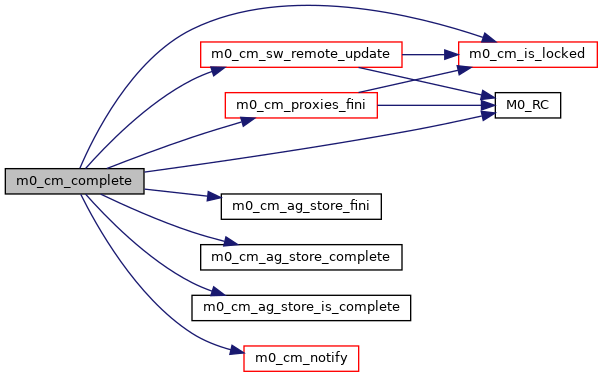 m0_cm_complete
m0_cm_sw_remote_update
m0_cm_is_locked
m0_cm_proxies_fini
M0_RC
m0_cm_ag_store_fini
m0_cm_ag_store_complete
m0_cm_ag_store_is_complete
m0_cm_notify